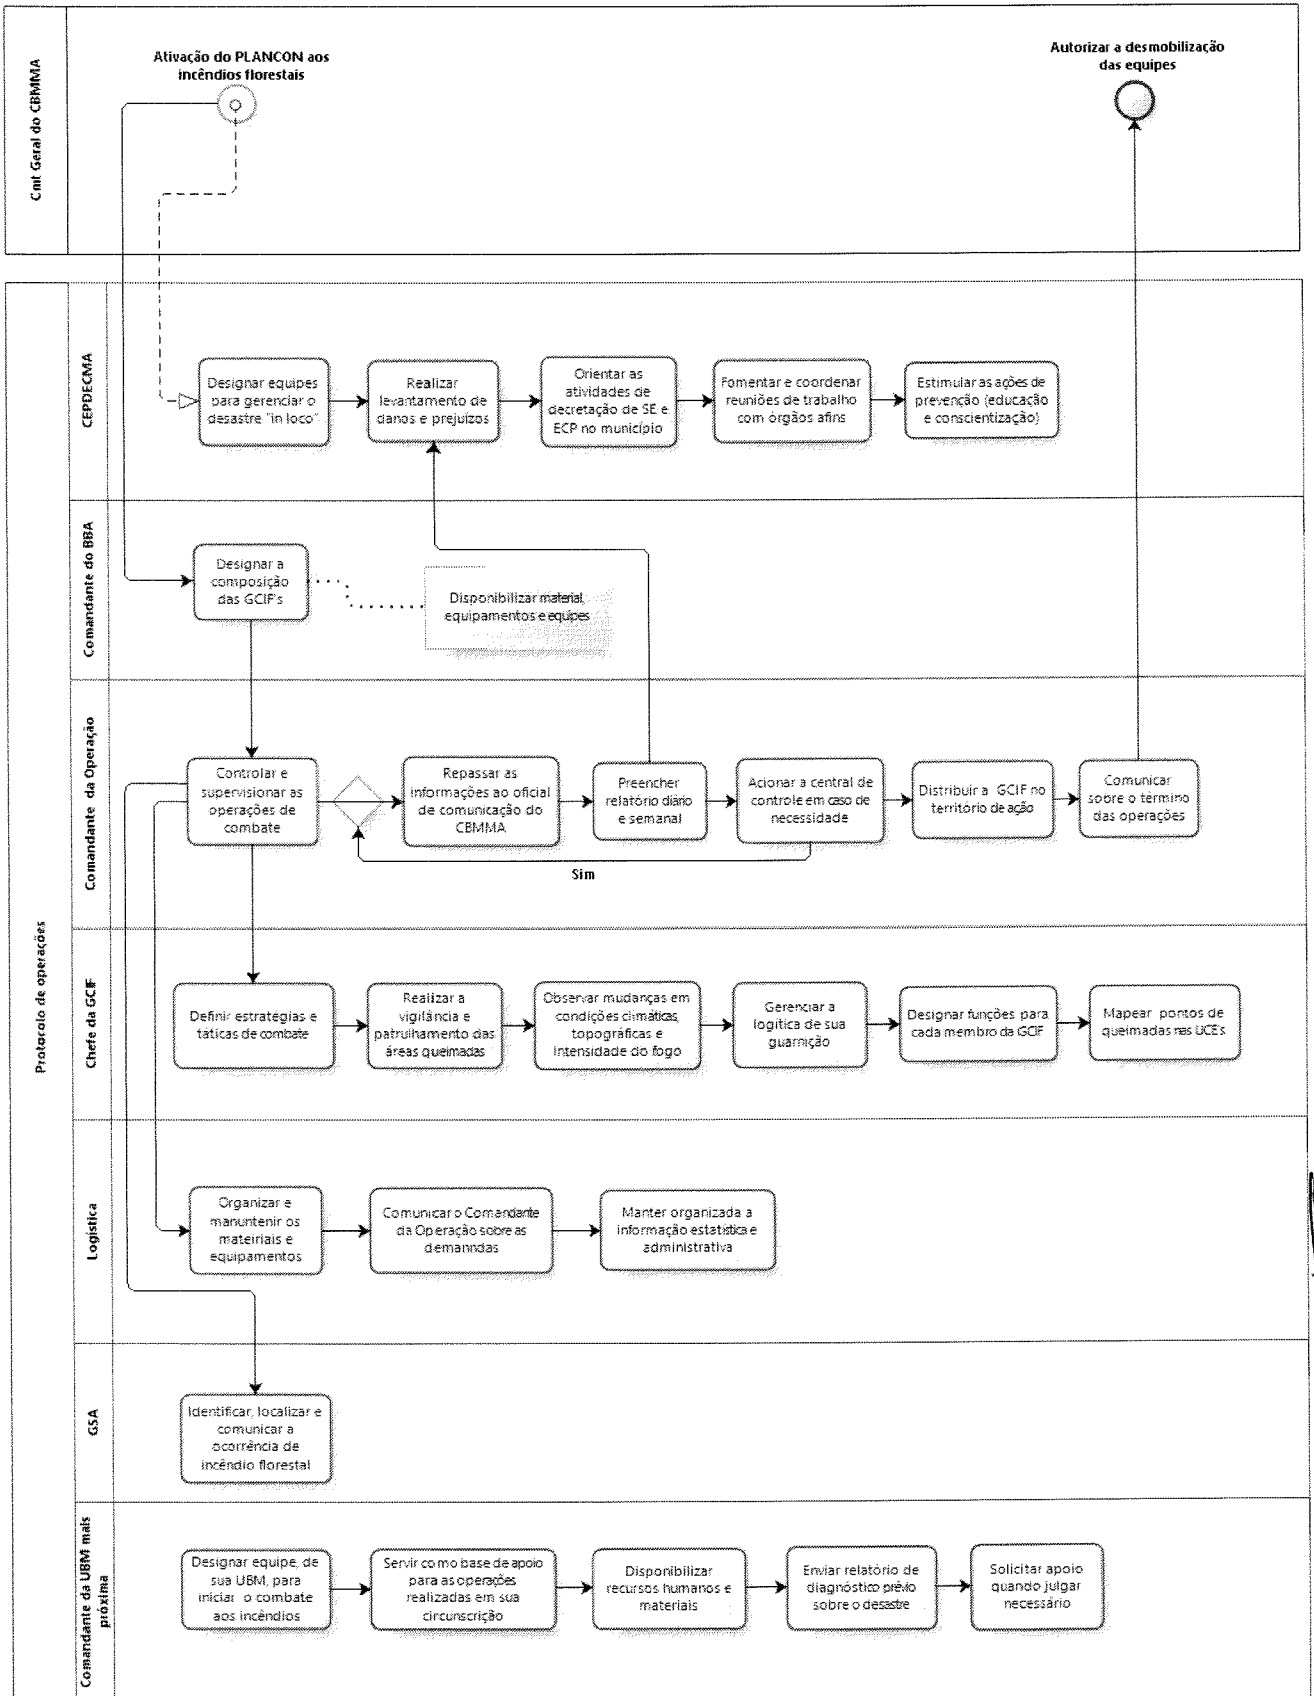 Cmt Geral do CBMMA
Ativação do PLANCON aos
incêndios florestais
Autorizar a desmobilização
das equipes
Protocolo de operações
CEPDECMA
Designar equipes
para gerenciar o
desastre "in loco"
Realizar
levantamento de
danos e prejuízos
Orientar as
atividades de
decretação de SE e
ECP no município
Fomentar e coordenar
reuniões de trabalho
com órgãos afins
Estimular as ações de
prevenção (educação
e conscientização)
Comandante do BBA
Designar a
composição
das GCIF's
Disponibilizar material,
equipamentos e equipes
Comandante da Operação
Controlar e
supervisionar as
operações de
combate
Repassar as
informações ao oficial
de comunicação do
CBMMA
Preencher
relatório diário
e semanal
Acionar a central de
controle em caso de
necessidade
Distribuir a GCIF no
território de ação
Comunicar
sobre o término
das operações
Sim
Chefe da GCIF
Definir estratégias e
táticas de combate
Realizar a
vigilância e
patrulhamento das
áreas queimadas
Observar mudanças em
condições climáticas,
topográficas e
intensidade do fogo
Gerenciar a
logítica de sua
guarnição
Designar funções para
cada membro da GCIF
Mapear pontos de
queimadas nas UCE's
Logística
Organizar e
manuntenir os
mateiriais e
equipamentos
Comunicar o Comandante
da Operação sobre as
demanndas
Manter organizada a
informação estatística e
administrativa
GSA
Identificar, localizar e
comunicar a
ocorrência de
incêndio florestal
Comandante da UBM mais
próxima
Designar equipe, de
sua UBM, para
iniciar o combate
aos incêndios
Servir como base de apoio
para as operações
realizadas em sua
circunscrição
Disponibilizar
recursos humanos e
materiais
Enviar relatório de
diagnóstico prévio
sobre o desastre
Solicitar apoio
quando julgar
necessário